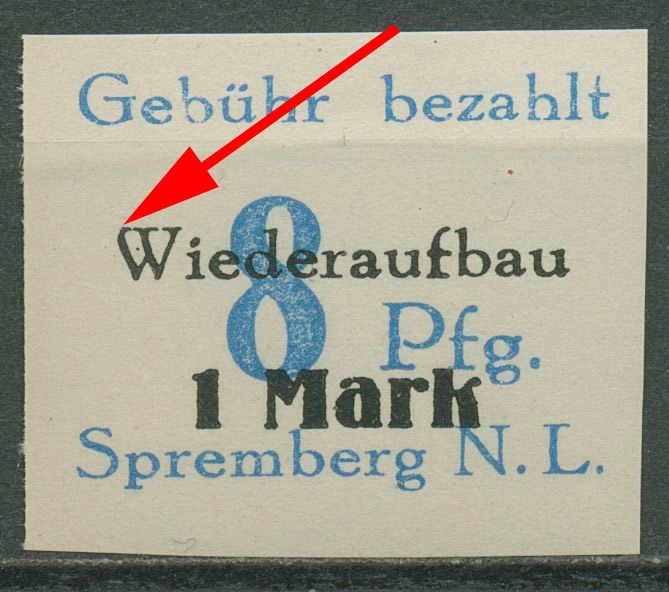 Gebühr bezahlt
Wiederaufbau
8 Pfg.
1 Mark
Spremberg N. L.